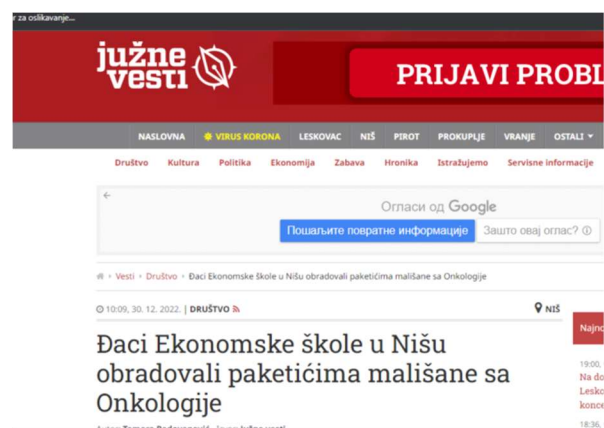 r za oslikavanje...
južne
vesti
PRIJAVI PROBL
NASLOVNA VIRUS KORONA LESKOVAC NIŠ PIROT PROKUPLJE VRANJE OSTALI
Društvo Kultura Politika Ekonomija Zabava Hronika Istražujemo Servisne informacije
Огласи од Google
Пошаљите повратне информације Зашто овај оглас?
Vesti Društvo Đaci Ekonomske škole u Nišu obradovali paketićima mališane sa Onkologije
10:09, 30. 12. 2022. | DRUŠTVO NIŠ
Najno
Đaci Ekonomske škole u Nišu
obradovali paketićima mališane sa
Onkologije
19:00,
Na do
Lesko
konce
18:36,